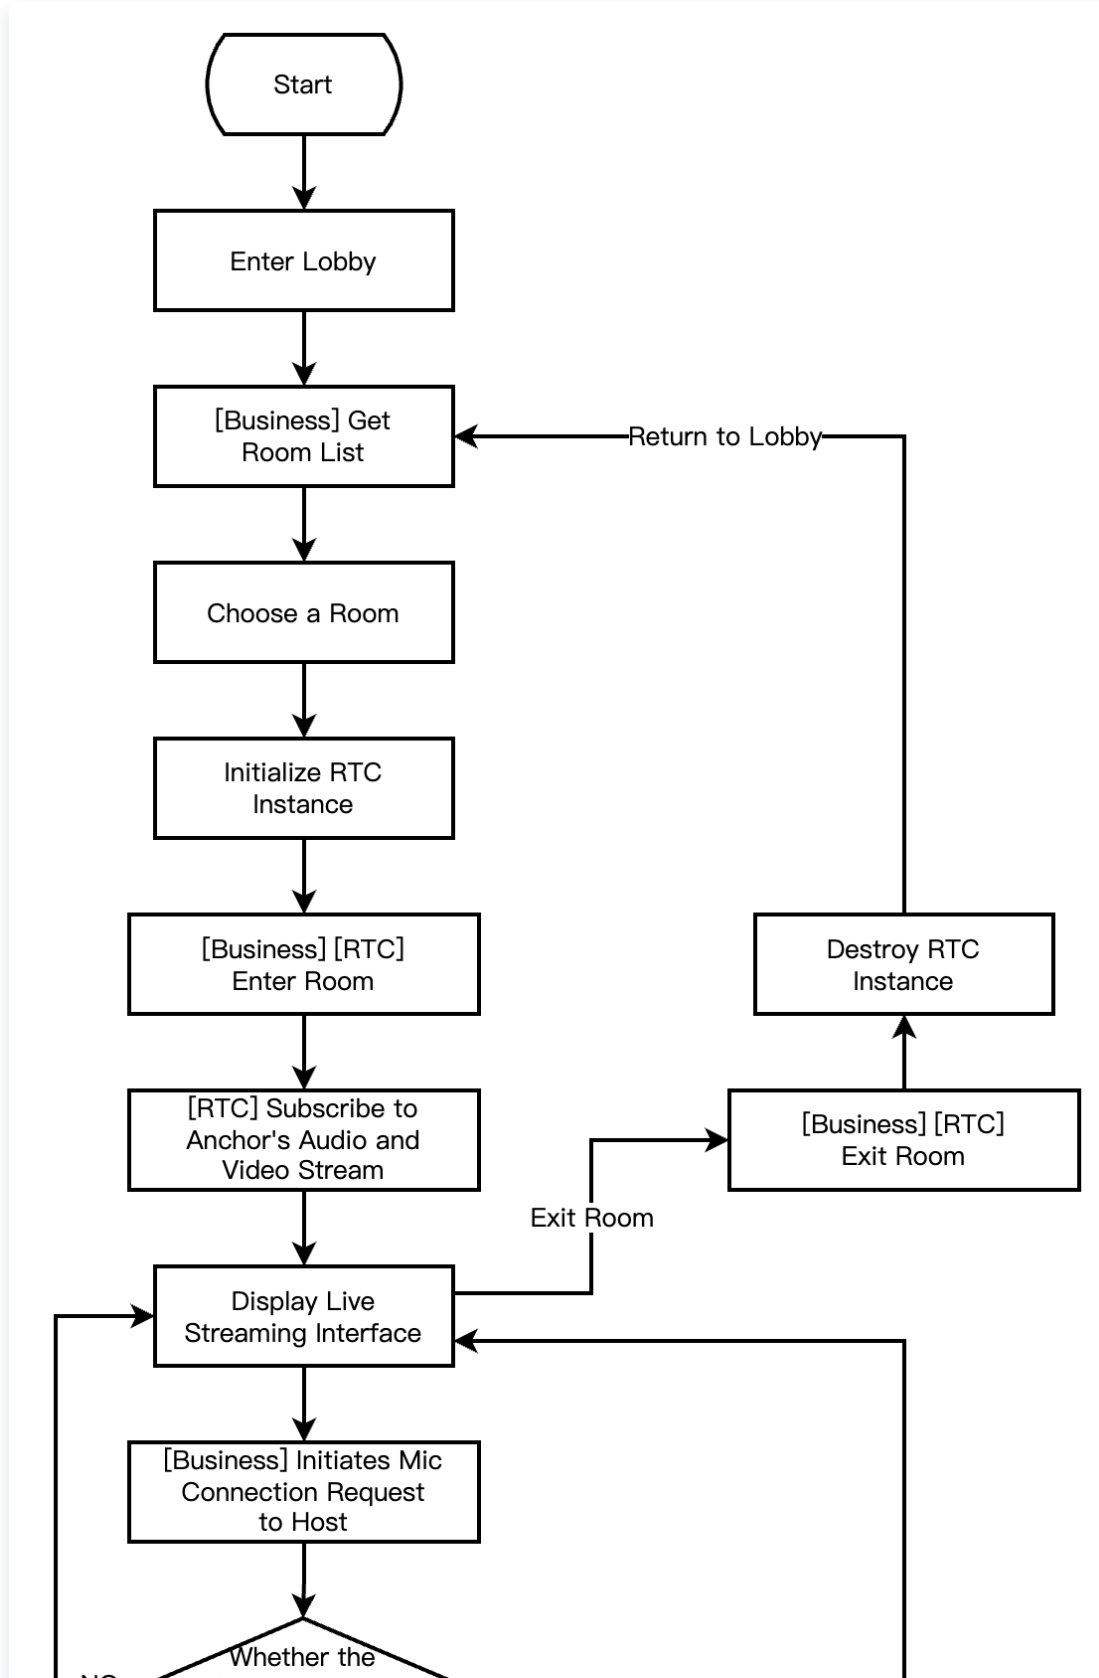 Start
Enter Lobby
[Business] Get
Room List
Return to Lobby
Choose a Room
Initialize RTC
Instance
[Business] [RTC]
Enter Room
Destroy RTC
Instance
[RTC] Subscribe to
Anchor's Audio and
Video Stream
[Business] [RTC]
Exit Room
Exit Room
Display Live
Streaming Interface
[Business] Initiates Mic
Connection Request
to Host
Whether the